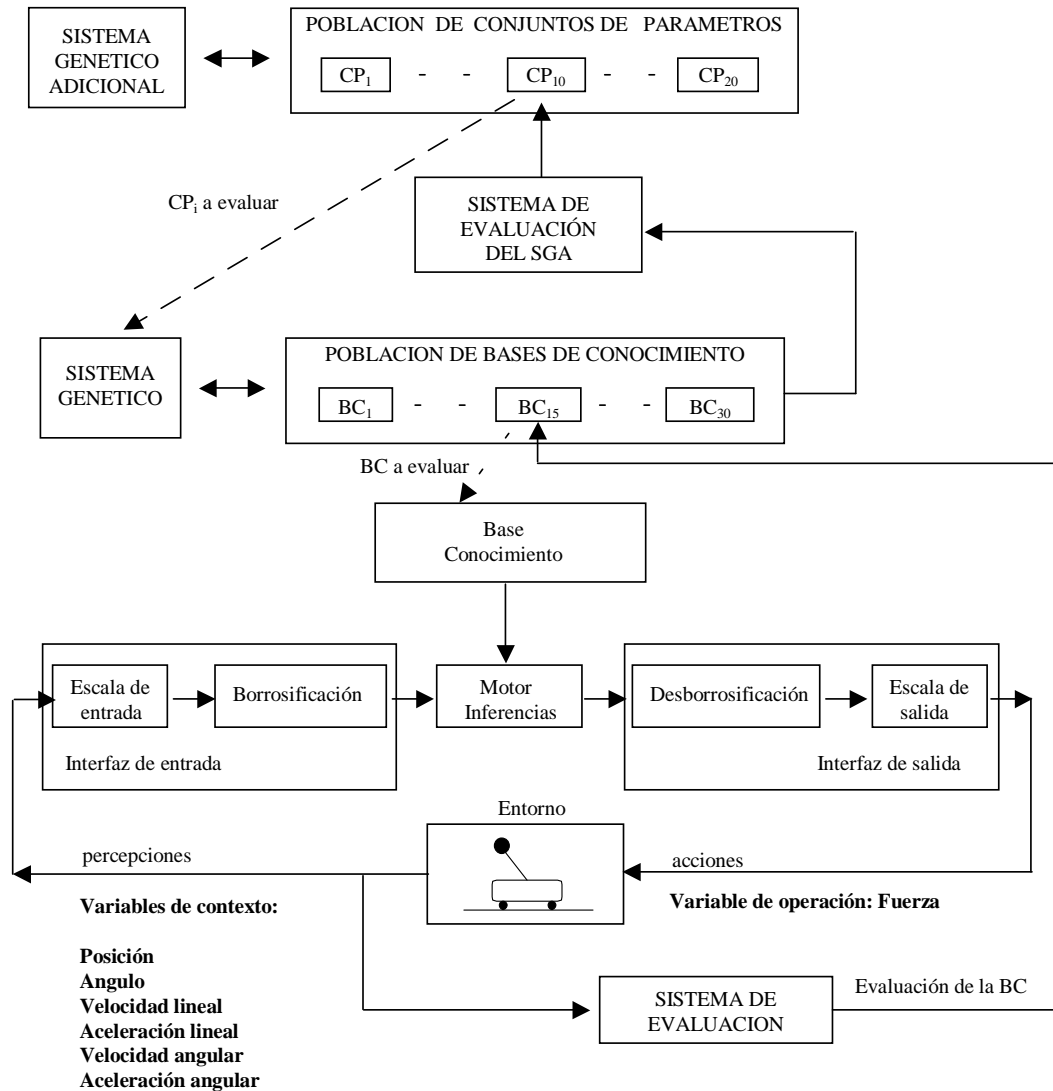 SISTEMA
GENETICO
ADICIONAL
POBLACION DE CONJUNTOS DE PARAMETROS
CP1 - - CP10 - - CP20
CPi a evaluar
SISTEMA DE
EVALUACIÓN
DEL SGA
SISTEMA
GENETICO
POBLACION DE BASES DE CONOCIMIENTO
BC1 - - BC15 - - BC30
BC a evaluar
Base
Conocimiento
Escala de
entrada
Borrosificación
Interfaz de entrada
Motor
Inferencias
Desborrosificación
Escala de
salida
Interfaz de salida
Entorno
percepciones
acciones
Variables de contexto:
Variable de operación: Fuerza
Posición
Angulo
Velocidad lineal
Aceleración lineal
Velocidad angular
Aceleración angular
SISTEMA DE
EVALUACION
Evaluación de la BC